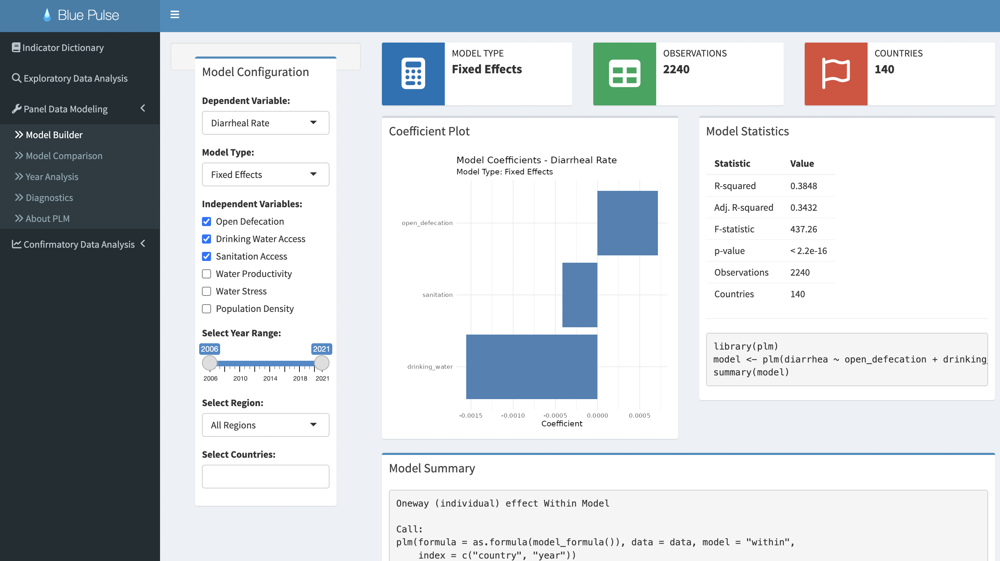 Blue Pulse
Indicator Dictionary
Exploratory Data Analysis
Panel Data Modeling
Model Builder
Model Comparison
Year Analysis
Diagnostics
About PLM
Confirmatory Data Analysis
Model Configuration
Dependent Variable:
Diarrheal Rate
Model Type:
Fixed Effects
Independent Variables:
Open Defecation
Drinking Water Access
Sanitation Access
Water Productivity
Water Stress
Population Density
Select Year Range:
2006 2021
2006 2010 2014 2018 2021
Select Region:
All Regions
Select Countries:
MODEL TYPE
Fixed Effects
OBSERVATIONS
2240
COUNTRIES
140
Coefficient Plot
Model Coefficients - Diarrheal Rate
Model Type: Fixed Effects
open_defecation
sanitation
drinking_water
-0.0015 -0.0010 -0.0005 0.0000 0.0005
Coefficient
Model Statistics
Statistic Value
R-squared 0.3848
Adj. R-squared 0.3432
F-statistic 437.26
p-value < 2.2e-16
Observations 2240
Countries 140
library(plm)
model <- plm(diarrhea ~ open_defecation + drinking_
summary(model)
Model Summary
Oneway (individual) effect Within Model
Call:
plm(formula = as.formula(model_formula()), data = data, model = "within",
index = c("country", "year"))